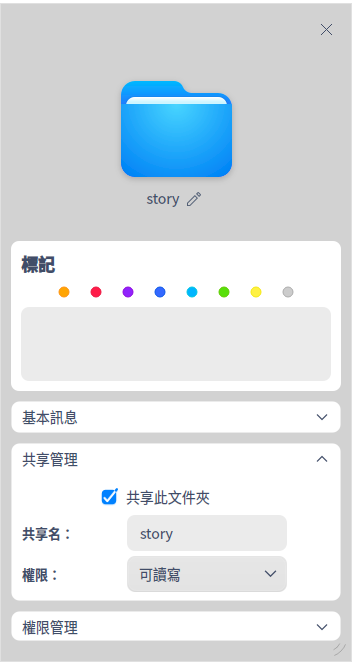 story
標記
基本訊息
共享管理
共享此文件夾
共享名：
story
權限：
可讀寫
權限管理